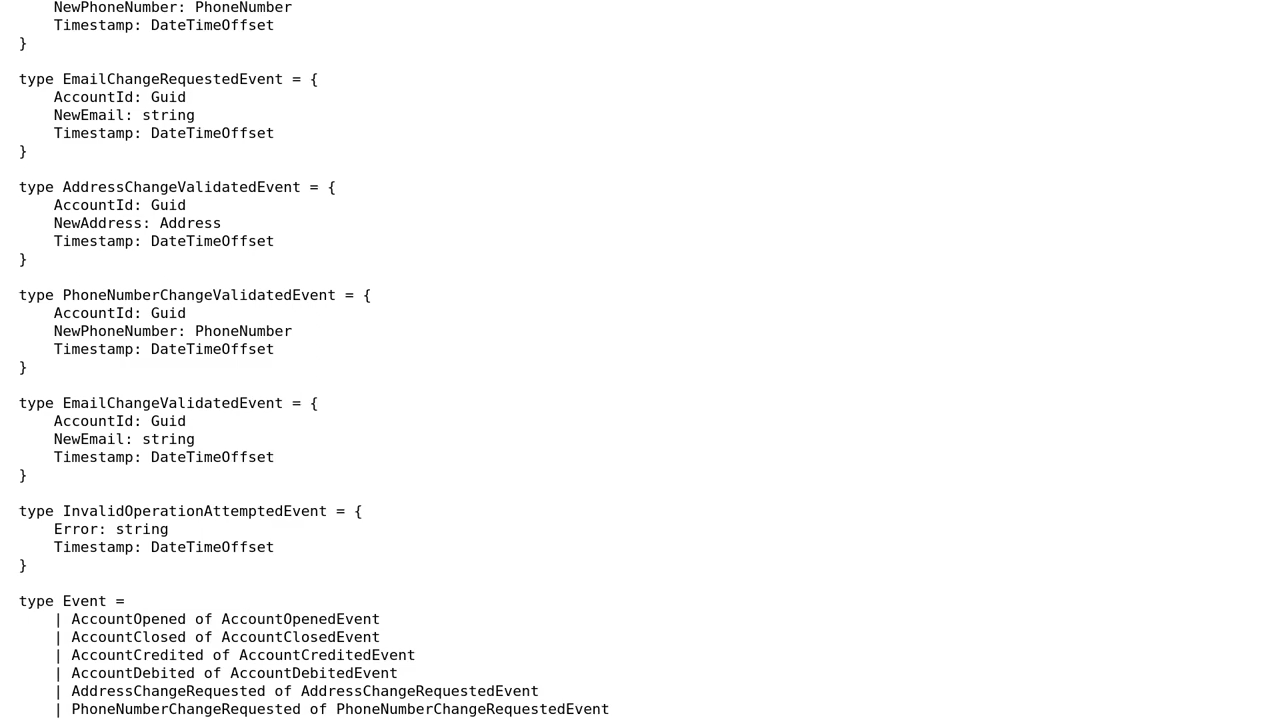 NewPhoneNumber: PhoneNumber
    Timestamp: DateTimeOffset
}

type EmailChangeRequestedEvent = {
    AccountId: Guid
    NewEmail: string
    Timestamp: DateTimeOffset
}

type AddressChangeValidatedEvent = {
    AccountId: Guid
    NewAddress: Address
    Timestamp: DateTimeOffset
}

type PhoneNumberChangeValidatedEvent = {
    AccountId: Guid
    NewPhoneNumber: PhoneNumber
    Timestamp: DateTimeOffset
}

type EmailChangeValidatedEvent = {
    AccountId: Guid
    NewEmail: string
    Timestamp: DateTimeOffset
}

type InvalidOperationAttemptedEvent = {
    Error: string
    Timestamp: DateTimeOffset
}

type Event =
    | AccountOpened of AccountOpenedEvent
    | AccountClosed of AccountClosedEvent
    | AccountCredited of AccountCreditedEvent
    | AccountDebited of AccountDebitedEvent
    | AddressChangeRequested of AddressChangeRequestedEvent
    | PhoneNumberChangeRequested of PhoneNumberChangeRequestedEvent